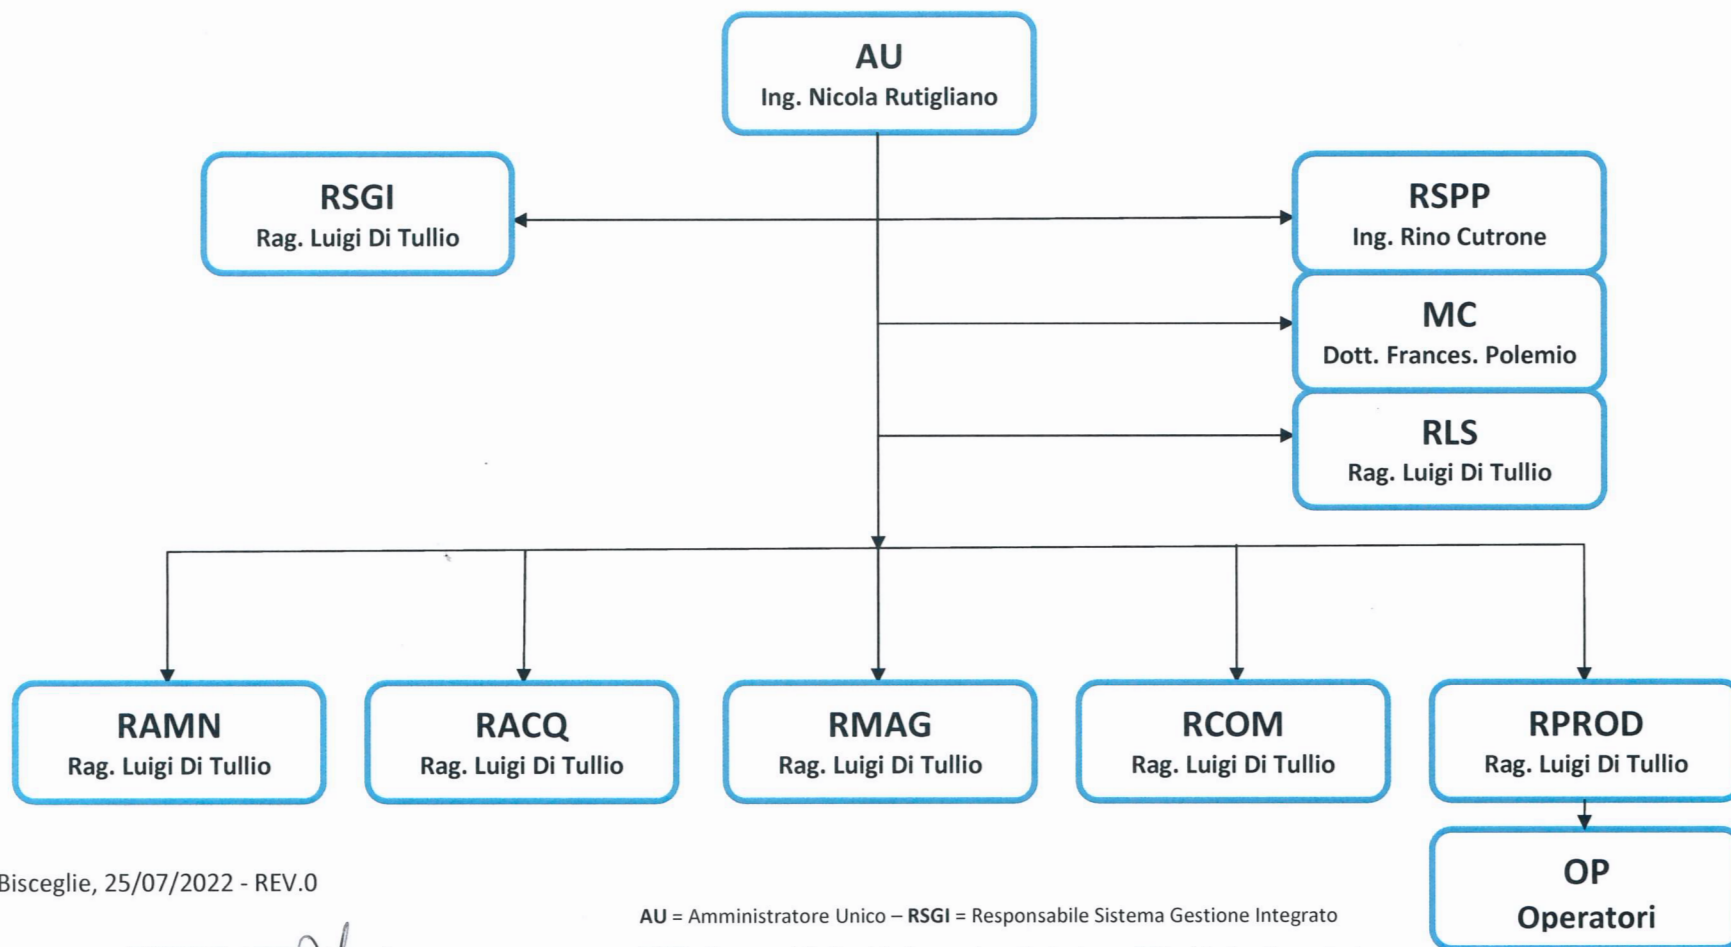 AU
Ing. Nicola Rutigliano
RSGI
Rag. Luigi Di Tullio
RSPP
Ing. Rino Cutrone
MC
Dott. Frances. Polemio
RLS
Rag. Luigi Di Tullio
RAMN
Rag. Luigi Di Tullio
RACQ
Rag. Luigi Di Tullio
RMAG
Rag. Luigi Di Tullio
RCOM
Rag. Luigi Di Tullio
RPROD
Rag. Luigi Di Tullio
OP
Operatori
Bisceglie, 25/07/2022 - REV.0
AU = Amministratore Unico – RSGI = Responsabile Sistema Gestione Integrato